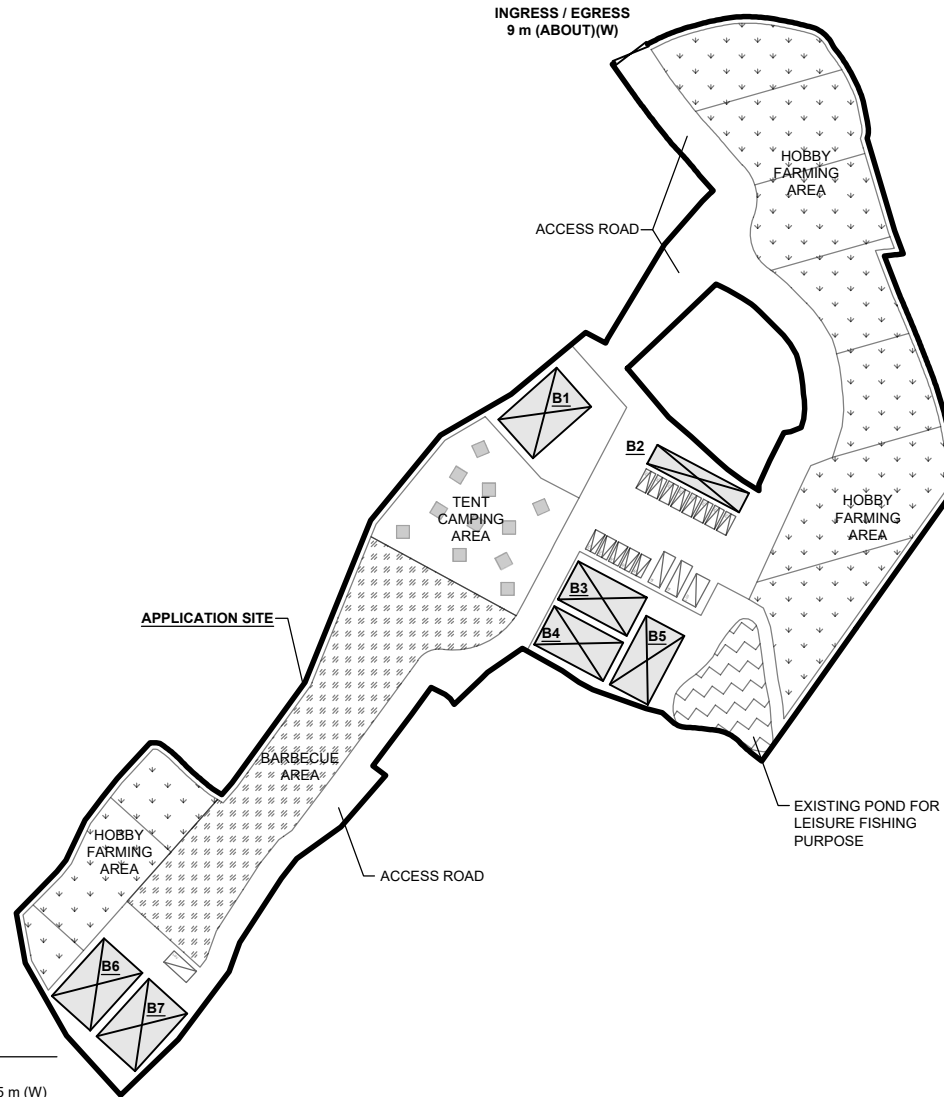 INGRESS / EGRESS
9 m (ABOUT)(W)
HOBBY
FARMING
AREA
ACCESS ROAD
B1
B2
TENT
CAMPING
AREA
HOBBY
FARMING
AREA
B3
B4
B5
APPLICATION SITE
BARBECUE
AREA
EXISTING POND FOR
LEISURE FISHING
PURPOSE
HOBBY
FARMING
AREA
ACCESS ROAD
B6
B7
5 m (W)